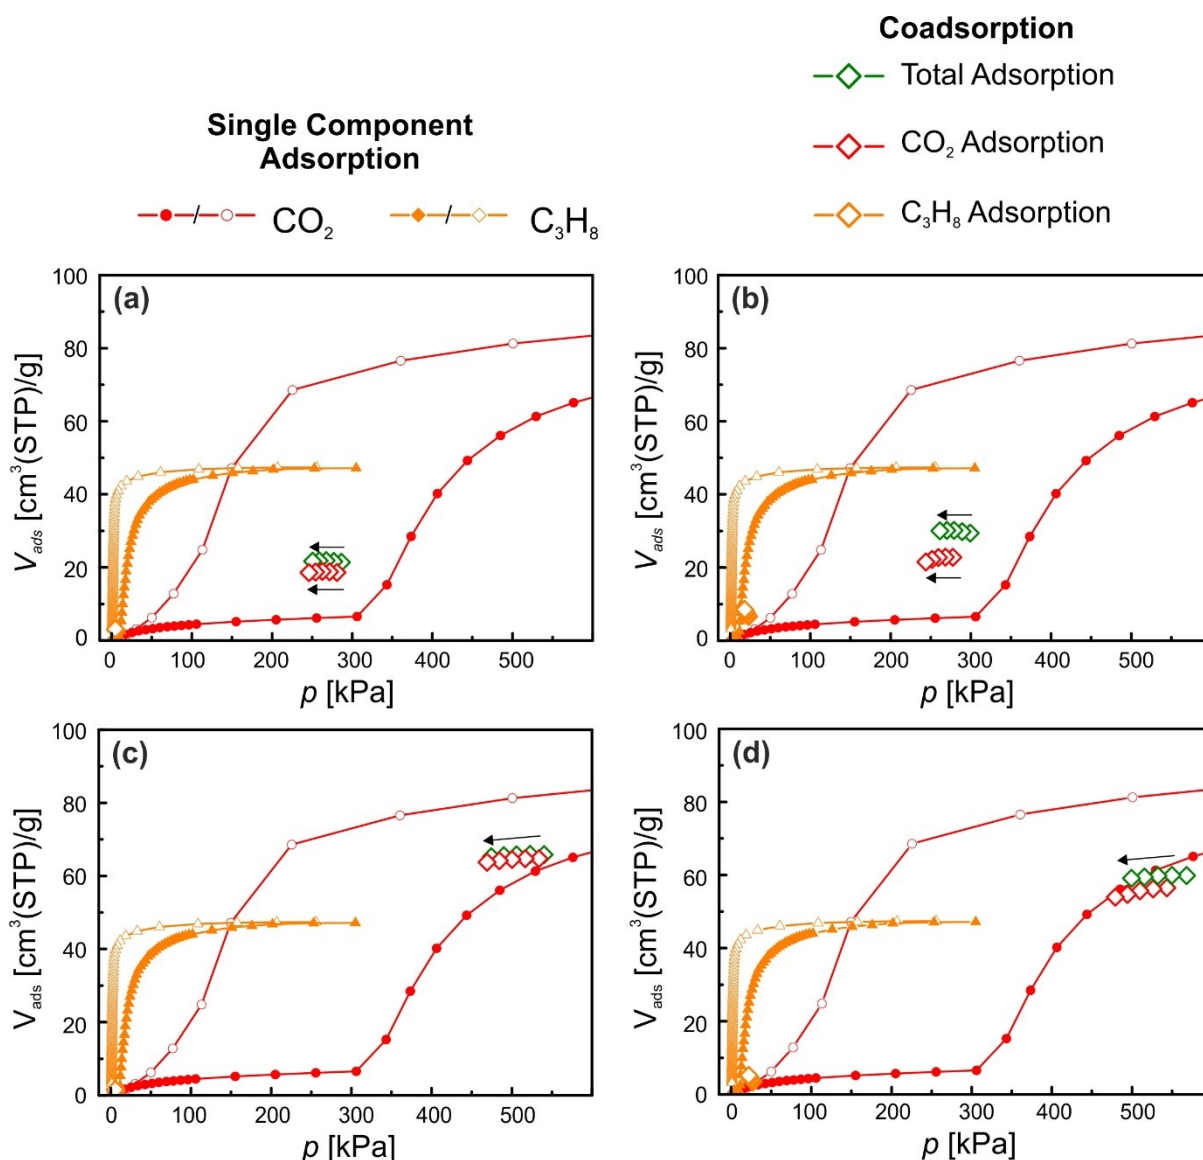 Coadsorption
Total Adsorption
CO₂ Adsorption
C₃H₈ Adsorption
Single Component
Adsorption
/ CO₂ / C₃H₈
(a)
100
80
60
40
20
0
V_ads [cm³(STP)/g]
0 100 200 300 400 500
p [kPa]
(b)
100
80
60
40
20
0
V_ads [cm³(STP)/g]
0 100 200 300 400 500
p [kPa]
(c)
100
80
60
40
20
0
V_ads [cm³(STP)/g]
0 100 200 300 400 500
p [kPa]
(d)
100
80
60
40
20
0
V_ads [cm³(STP)/g]
0 100 200 300 400 500
p [kPa]